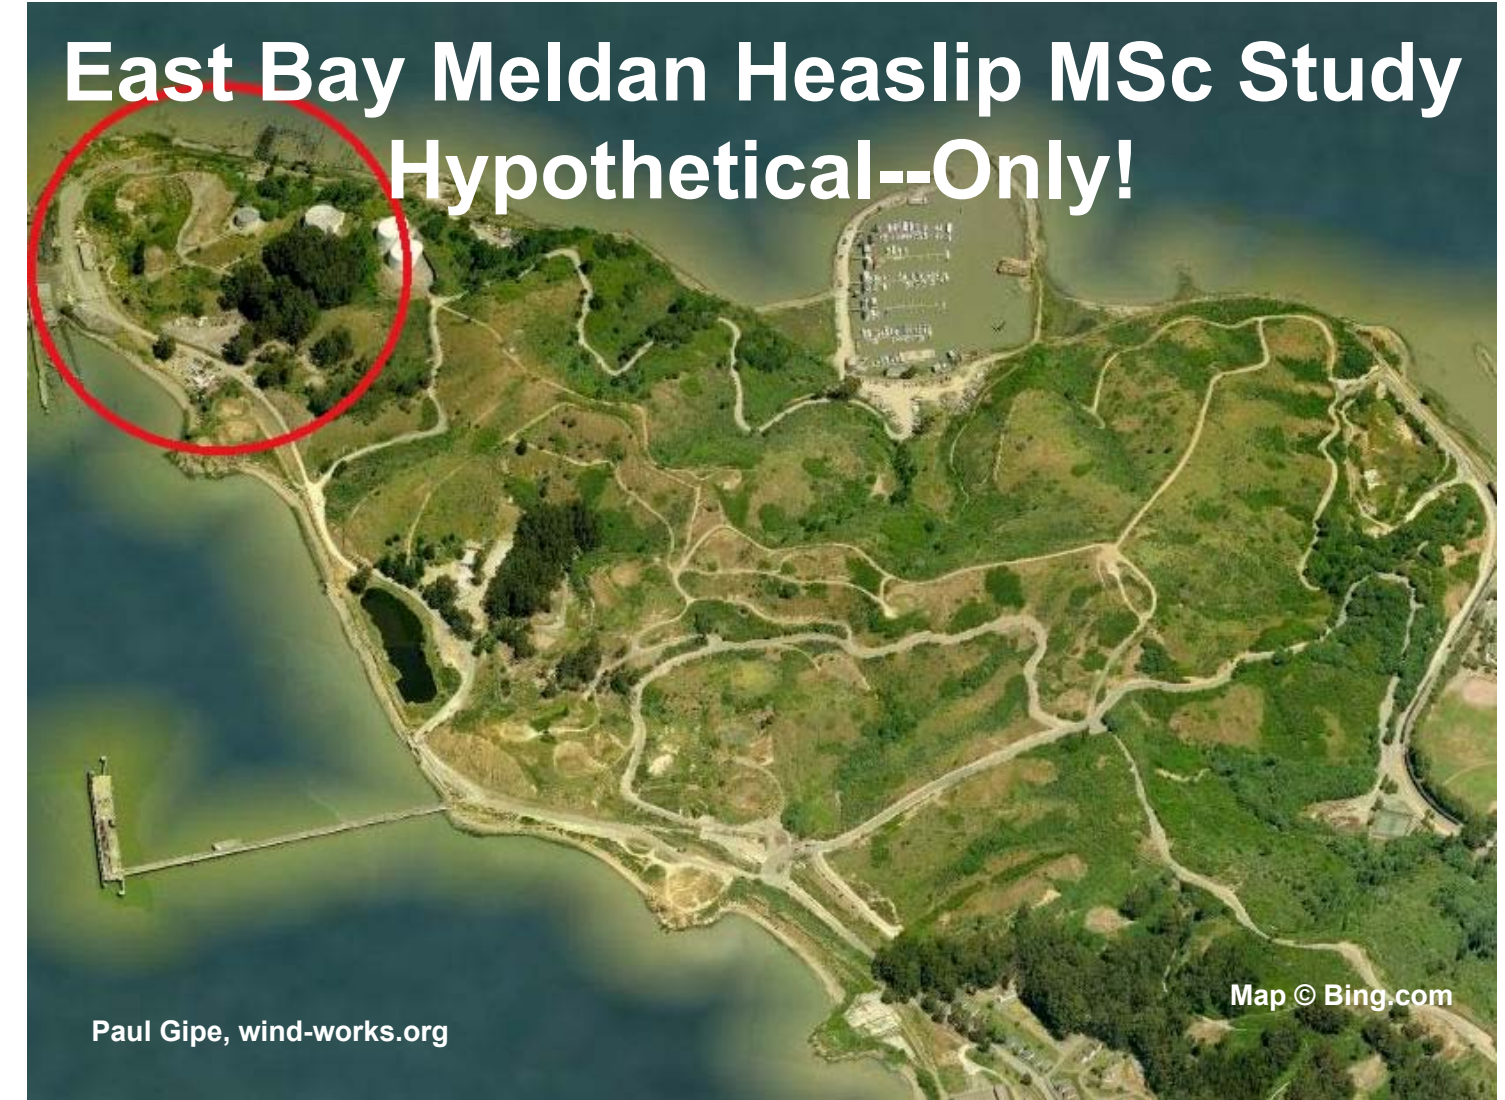 East Bay Meldan Heaslip MSc Study
Hypothetical--Only!
Map © Bing.com
Paul Gipe, wind-works.org